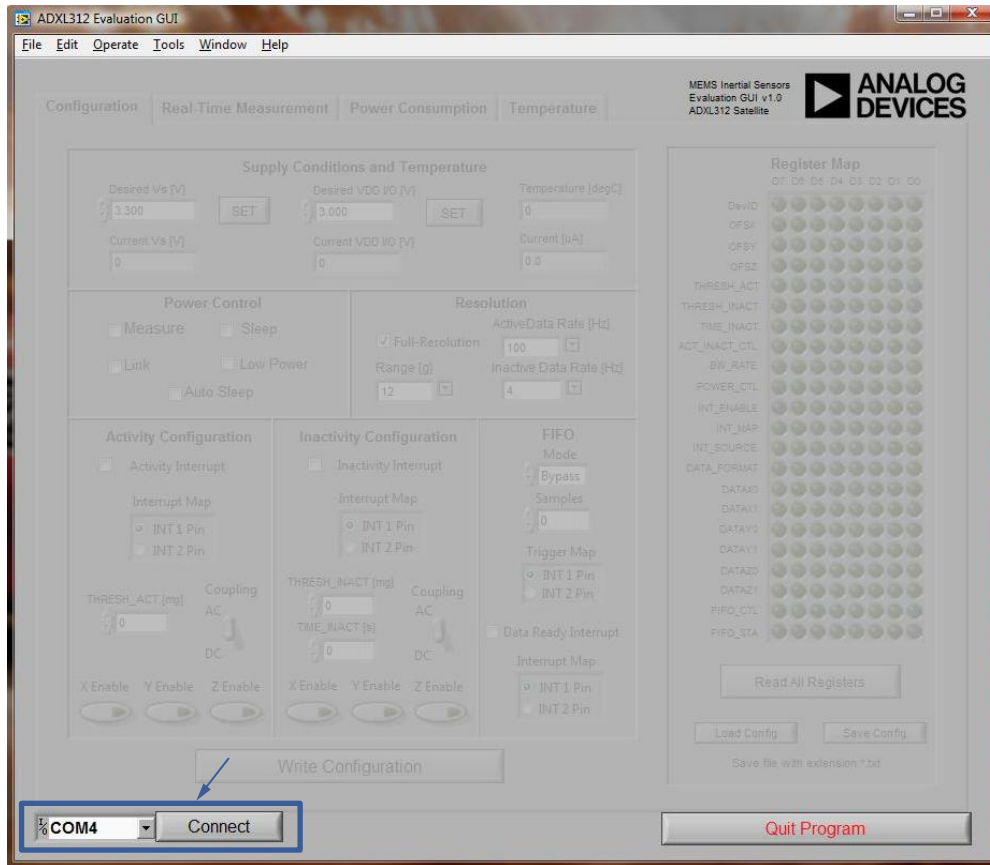 ADXL312 Evaluation GUI
File Edit Operate Tools Window Help
MEMS Inertial Sensors
Evaluation GUI v1.0
ADXL312 Satellite
ANALOG
DEVICES
Configuration Real-Time Measurement Power Consumption Temperature
Supply Conditions and Temperature
Desired Vs [V] Desired VDD I/O [V] Temperature [degC]
3.300 SET 3.000 SET 0
Current Vs [V] Current VDD I/O [V] Current [uA]
0 0 0.0
Power Control
Measure Sleep
Link Low Power
Auto Sleep
Resolution
ActiveData Rate [Hz]
Full-Resolution 100
Range [g] Inactive Data Rate [Hz]
12 4
Activity Configuration
Activity Interrupt
Interrupt Map
INT 1 Pin
INT 2 Pin
THRESH_ACT [mg] Coupling
0 AC
DC
X Enable Y Enable Z Enable
Inactivity Configuration
Inactivity Interrupt
Interrupt Map
INT 1 Pin
INT 2 Pin
THRESH_INACT [mg] Coupling
0 AC
TIME_INACT [s]
0 DC
X Enable Y Enable Z Enable
FIFO
Mode
Bypass
Samples
0
Trigger Map
INT 1 Pin
INT 2 Pin
Data Ready Interrupt
Interrupt Map
INT 1 Pin
INT 2 Pin
Write Configuration
Register Map
D7 D6 D5 D4 D3 D2 D1 D0
DevID
OFSX
OFSY
OFSZ
THRESH_ACT
THRESH_INACT
TIME_INACT
ACT_INACT_CTL
BW_RATE
POWER_CTL
INT_ENABLE
INT_MAP
INT_SOURCE
DATA_FORMAT
DATAX0
DATAY0
DATAY1
DATAZ0
DATAZ1
FIFO_CTL
FIFO_STA
Read All Registers
Load Config Save Config
Save file with extension *.txt
I/O COM4 Connect
Quit Program